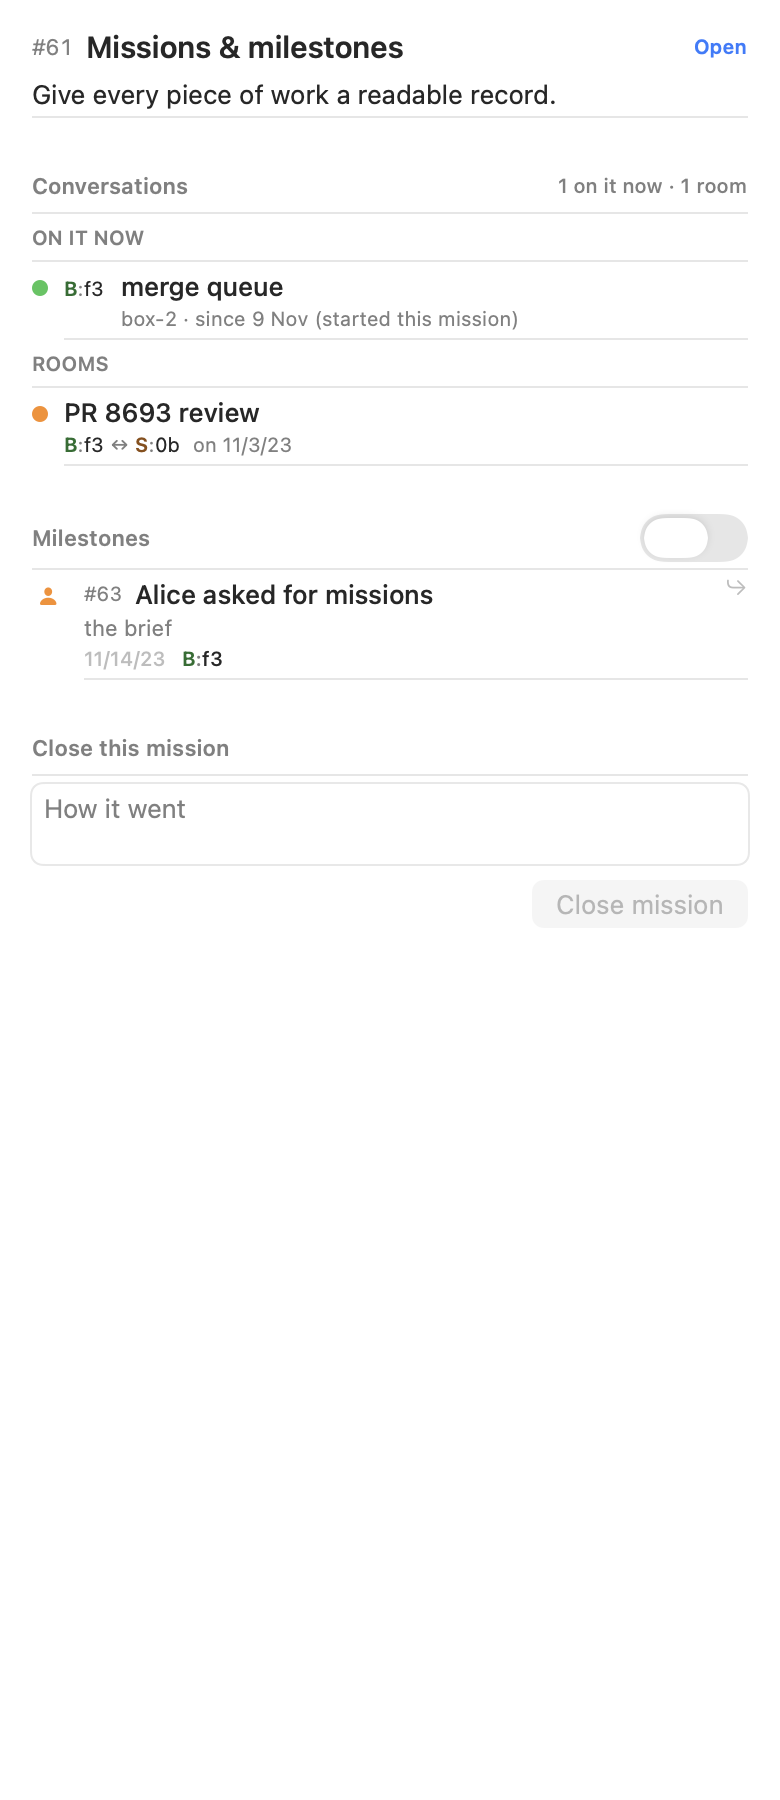 #61 Missions & milestones Open
Give every piece of work a readable record.
Conversations 1 on it now · 1 room
ON IT NOW
B:f3 merge queue
box-2 · since 9 Nov (started this mission)
ROOMS
PR 8693 review
B:f3 ↔ S:0b on 11/3/23
Milestones
#63 Alice asked for missions
the brief
11/14/23 B:f3
Close this mission
How it went
Close mission